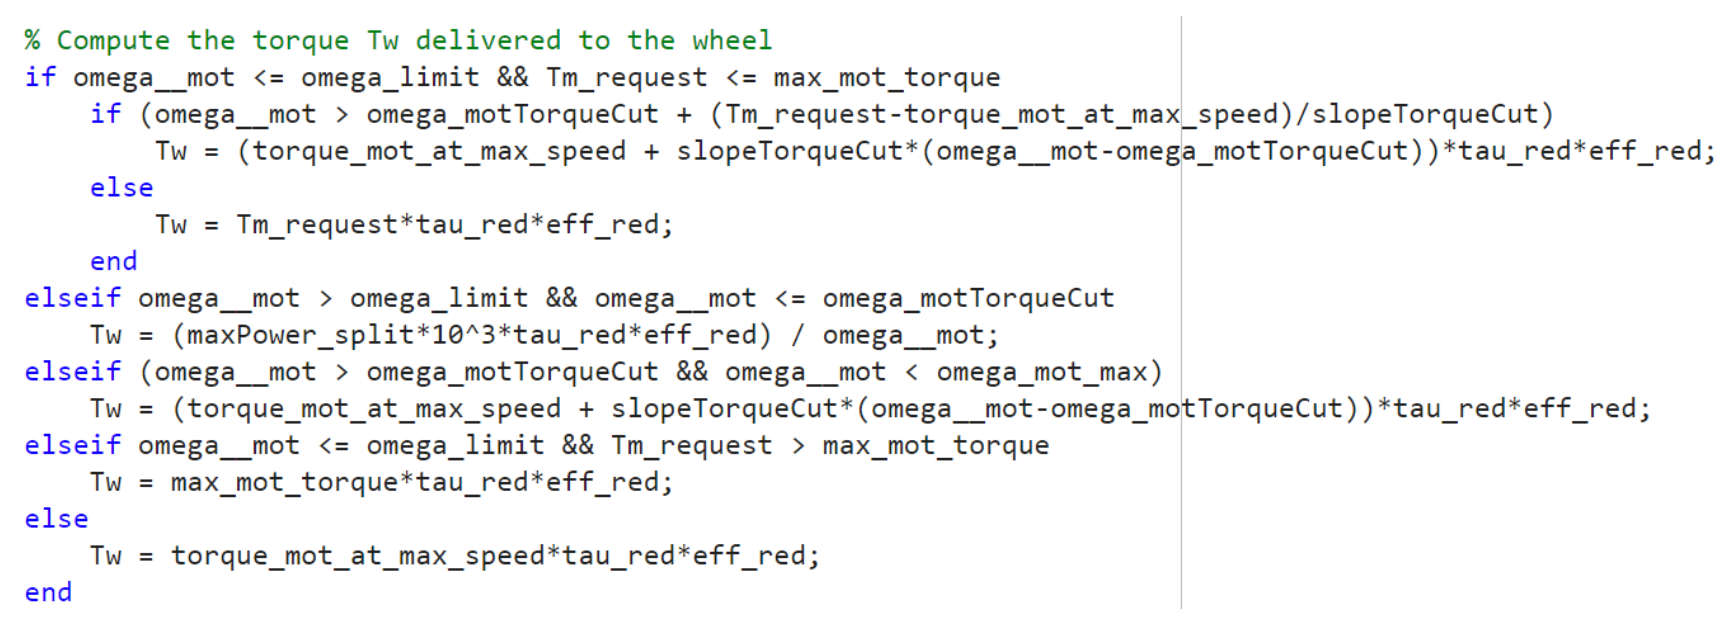 % Compute the torque Tw delivered to the wheel
if omega__mot <= omega_limit && Tm_request <= max_mot_torque
    if (omega__mot > omega_motTorqueCut + (Tm_request-torque_mot_at_max_speed)/slopeTorqueCut)
        Tw = (torque_mot_at_max_speed + slopeTorqueCut*(omega__mot-omega_motTorqueCut))*tau_red*eff_red;
    else
        Tw = Tm_request*tau_red*eff_red;
    end
elseif omega__mot > omega_limit && omega__mot <= omega_motTorqueCut
    Tw = (maxPower_split*10^3*tau_red*eff_red) / omega__mot;
elseif (omega__mot > omega_motTorqueCut && omega__mot < omega_mot_max)
    Tw = (torque_mot_at_max_speed + slopeTorqueCut*(omega__mot-omega_motTorqueCut))*tau_red*eff_red;
elseif omega__mot <= omega_limit && Tm_request > max_mot_torque
    Tw = max_mot_torque*tau_red*eff_red;
else
    Tw = torque_mot_at_max_speed*tau_red*eff_red;
end